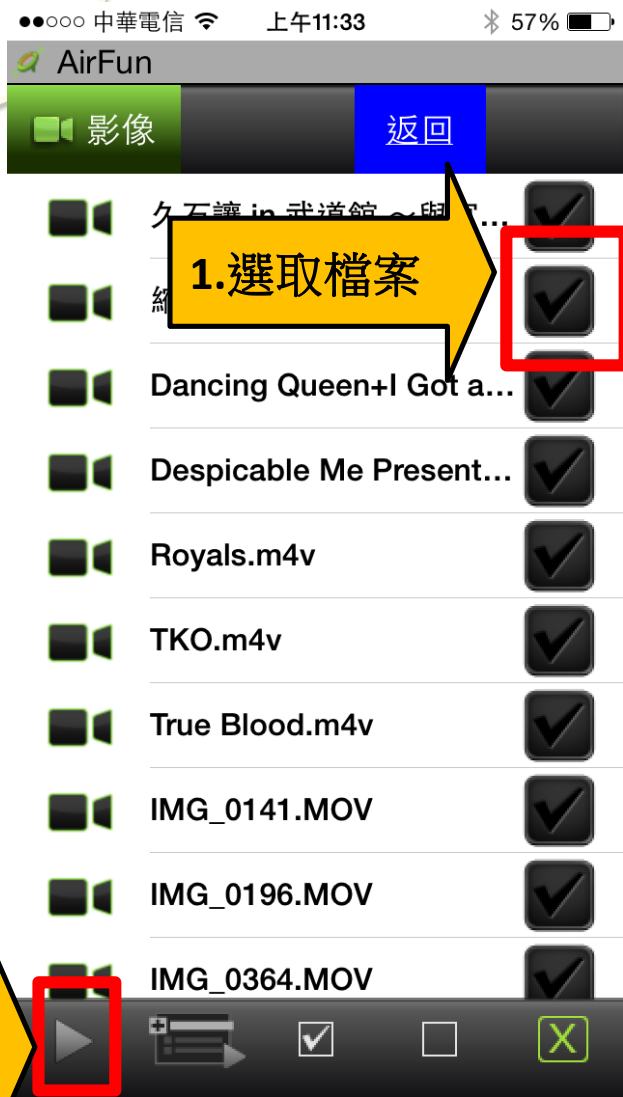 中華電信 上午11:33 57%
AirFun
影像 返回
久石讓 in 武道館 ～與宮...
1.選取檔案
Dancing Queen+I Got a...
Despicable Me Present...
Royals.m4v
TKO.m4v
True Blood.m4v
IMG_0141.MOV
IMG_0196.MOV
IMG_0364.MOV
X